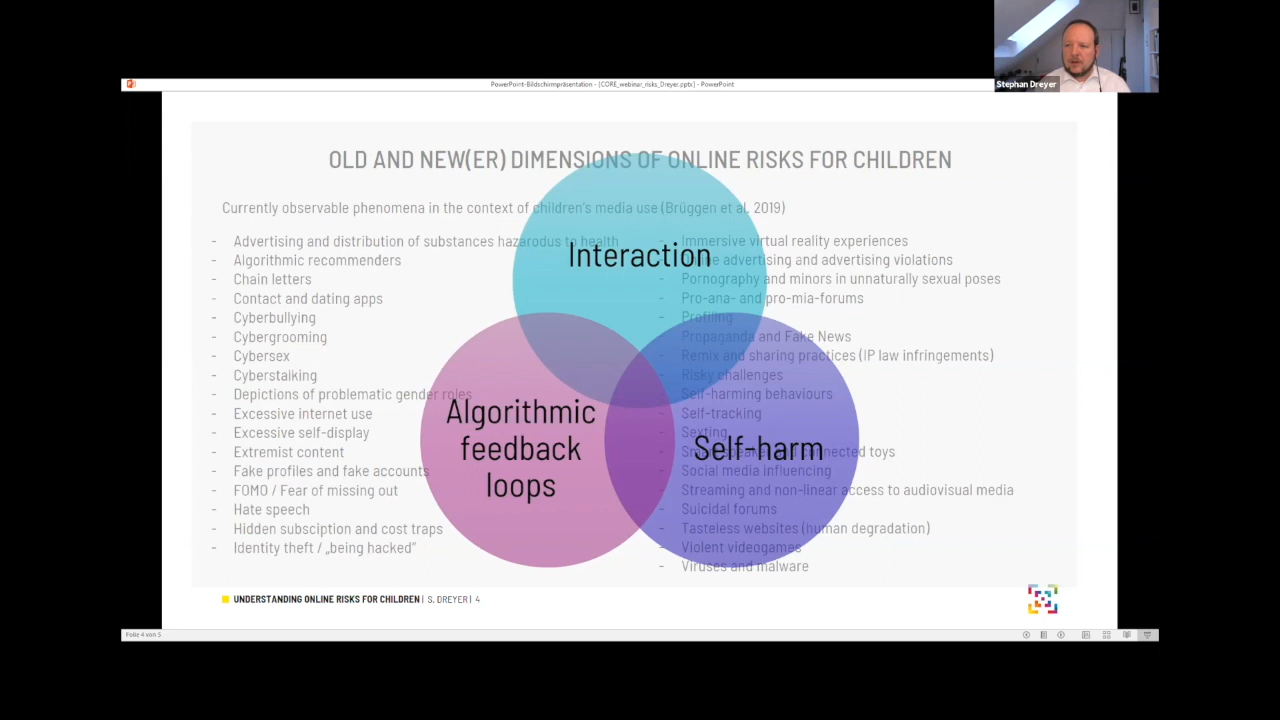 Stephan Dreyer
PowerPoint-Bildschirmpräsentation - [CORE_webinar_risks_Dreyer.pptx] - PowerPoint
OLD AND NEW(ER) DIMENSIONS OF ONLINE RISKS FOR CHILDREN
Currently observable phenomena in the context of children's media use (Brüggen et al. 2019)
- Advertising and distribution of substances hazarodus to health
- Algorithmic recommenders
- Chain letters
- Contact and dating apps
- Cyberbullying
- Cybergrooming
- Cybersex
- Cyberstalking
- Depictions of problematic gender roles
- Excessive internet use
- Excessive self-display
- Extremist content
- Fake profiles and fake accounts
- FOMO / Fear of missing out
- Hate speech
- Hidden subsciption and cost traps
- Identity theft / „being hacked"
- Immersive virtual reality experiences
- advertising and advertising violations
- Pornography and minors in unnaturally sexual poses
- Pro-ana- and pro-mia-forums
- Profiling
- Propaganda and Fake News
- Remix and sharing practices (IP law infringements)
- Risky challenges
- Self-harming behaviours
- Self-tracking
- Sexting
- connected toys
- Social media influencing
- Streaming and non-linear access to audiovisual media
- Suicidal forums
- Tasteless websites (human degradation)
- Violent videogames
- Viruses and malware
Interaction
Algorithmic
feedback
loops
Self-harm
UNDERSTANDING ONLINE RISKS FOR CHILDREN | S. DREYER | 4
Folie 4 von 5